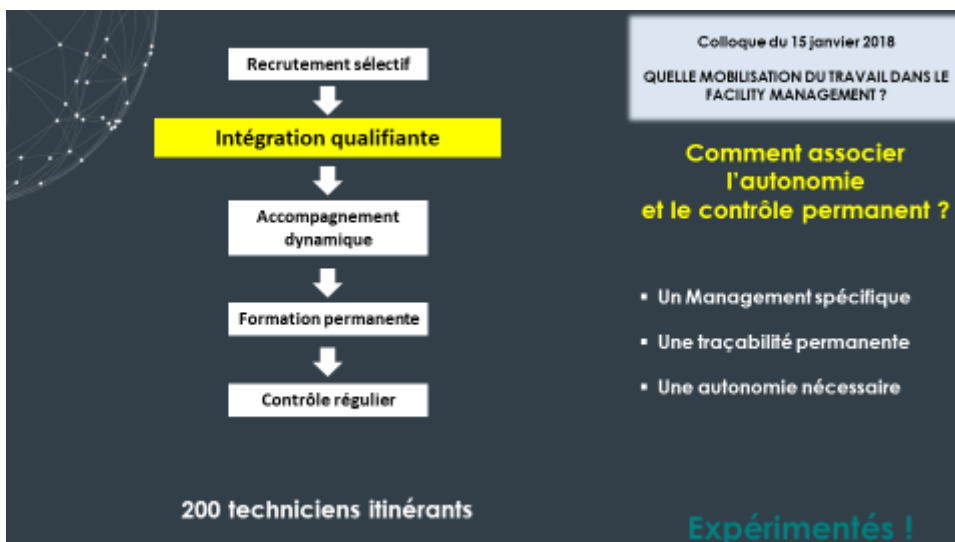 Recrutement sélectif
Intégration qualifiante
Accompagnement
dynamique
Formation permanente
Contrôle régulier
200 techniciens itinérants
Colloque du 15 janvier 2018
QUELLE MOBILISATION DU TRAVAIL DANS LE
FACILITY MANAGEMENT ?
Comment associer
l'autonomie
et le contrôle permanent ?
▪ Un Management spécifique
▪ Une traçabilité permanente
▪ Une autonomie nécessaire
Expérimentés !